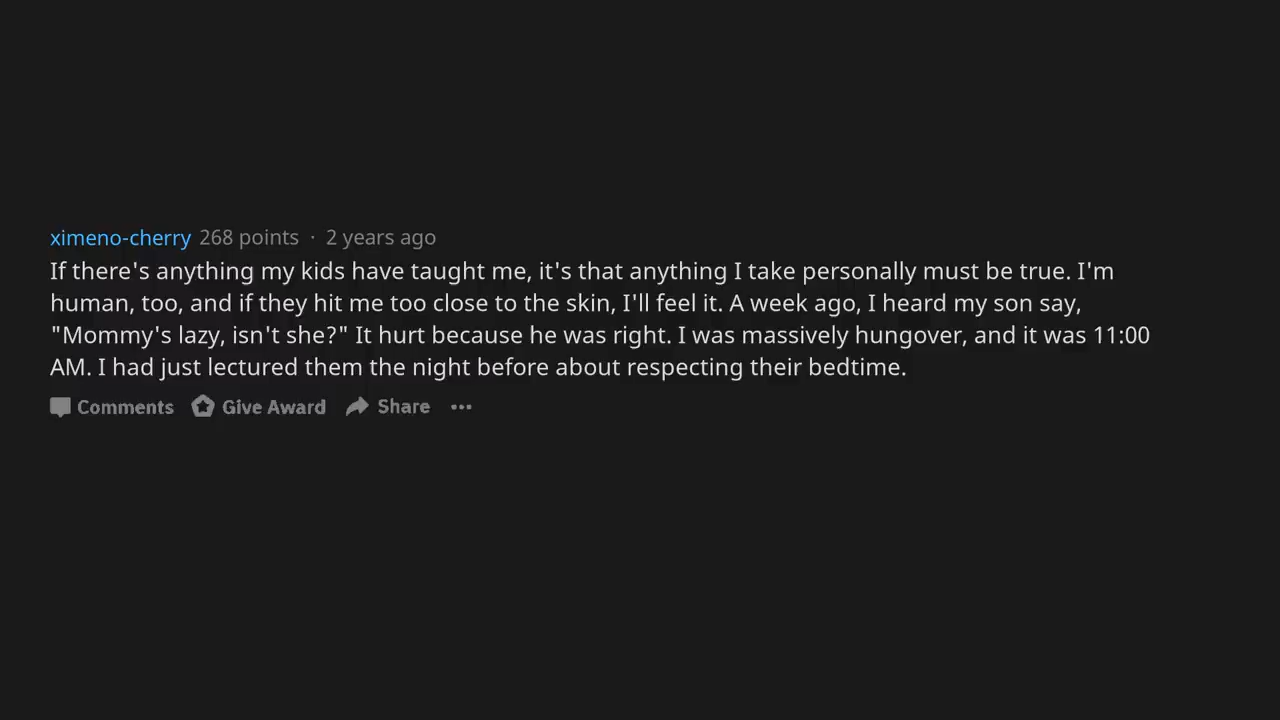 ximeno-cherry 268 points · 2 years ago
If there's anything my kids have taught me, it's that anything I take personally must be true. I'm
human, too, and if they hit me too close to the skin, I'll feel it. A week ago, I heard my son say,
"Mommy's lazy, isn't she?" It hurt because he was right. I was massively hungover, and it was 11:00
AM. I had just lectured them the night before about respecting their bedtime.
Comments Give Award Share ···